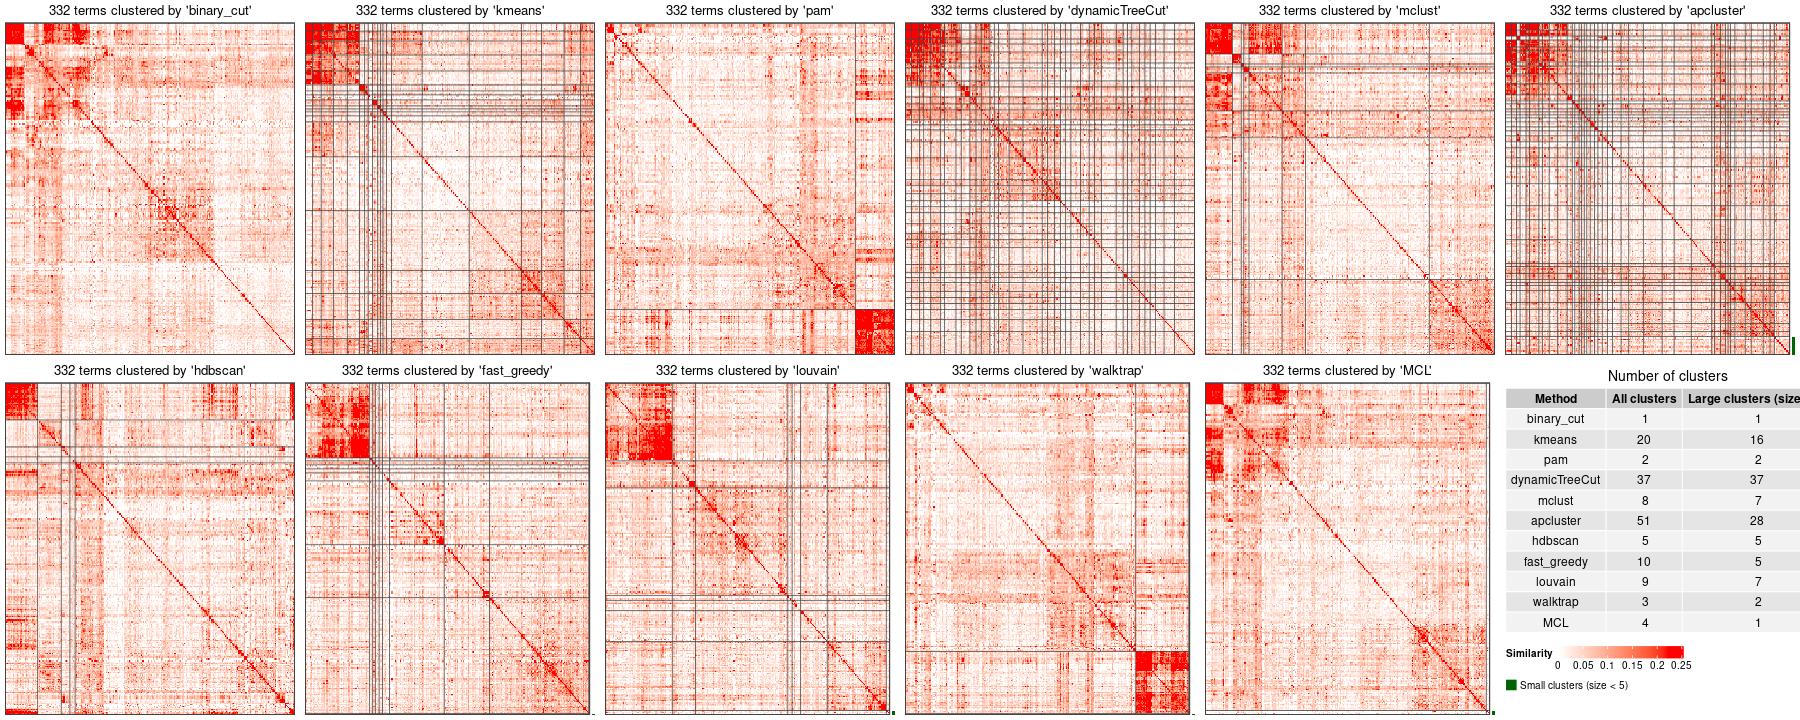 332 terms clustered by 'binary_cut'
332 terms clustered by 'kmeans'
332 terms clustered by 'pam'
332 terms clustered by 'dynamicTreeCut'
332 terms clustered by 'mclust'
332 terms clustered by 'apcluster'
332 terms clustered by 'hdbscan'
332 terms clustered by 'fast_greedy'
332 terms clustered by 'louvain'
332 terms clustered by 'walktrap'
332 terms clustered by 'MCL'
Number of clusters
Method All clusters Large clusters (size
binary_cut 1 1
kmeans 20 16
pam 2 2
dynamicTreeCut 37 37
mclust 8 7
apcluster 51 28
hdbscan 5 5
fast_greedy 10 5
louvain 9 7
walktrap 3 2
MCL 4 1
Similarity
0 0.05 0.1 0.15 0.2 0.25
Small clusters (size < 5)